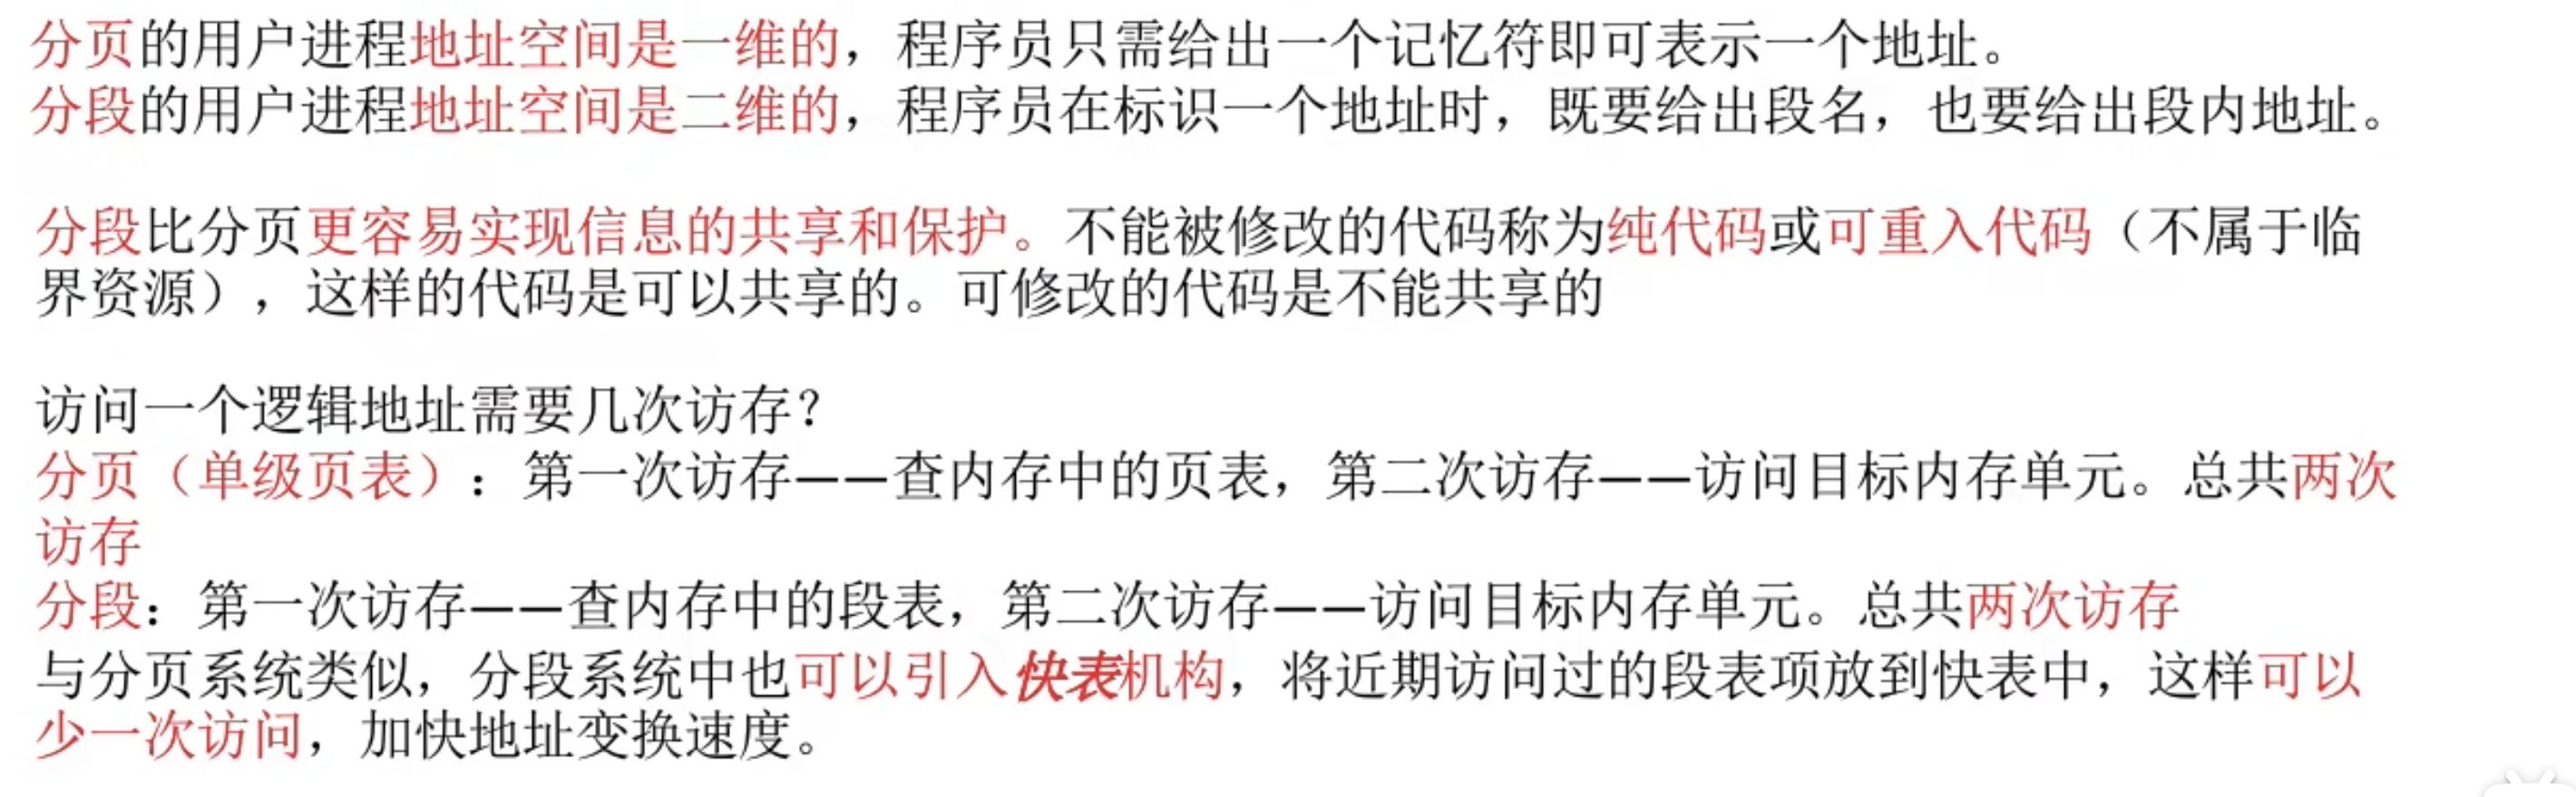 分页的用户进程地址空间是一维的，程序员只需给出一个记忆符即可表示一个地址。
分段的用户进程地址空间是二维的，程序员在标识一个地址时，既要给出段名，也要给出段内地址。
分段比分页更容易实现信息的共享和保护。不能被修改的代码称为纯代码或可重入代码（不属于临
界资源），这样的代码是可以共享的。可修改的代码是不能共享的
访问一个逻辑地址需要几次访存？
分页（单级页表）：第一次访存——查内存中的页表，第二次访存——访问目标内存单元。总共两次
访存
分段：第一次访存——查内存中的段表，第二次访存——访问目标内存单元。总共两次访存
与分页系统类似，分段系统中也可以引入快表机构，将近期访问过的段表项放到快表中，这样可以
少一次访问，加快地址变换速度。